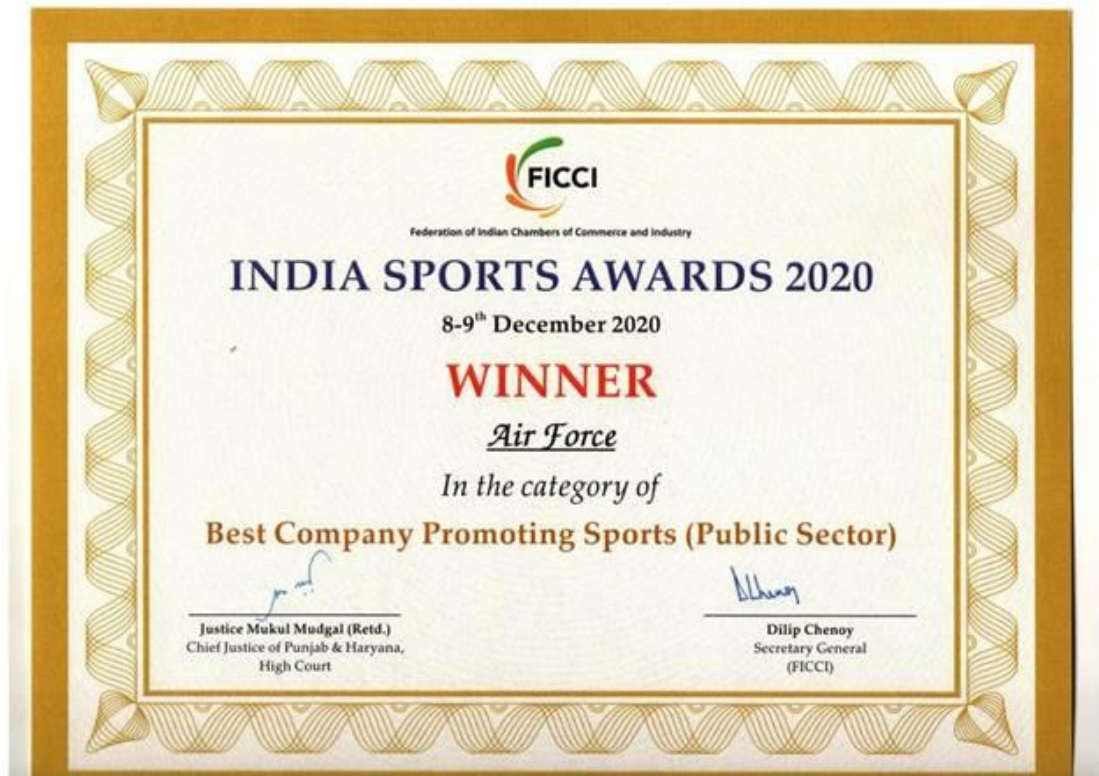 FICCI
Federation of Indian Chambers of Commerce and Industry
INDIA SPORTS AWARDS 2020
8-9th December 2020
WINNER
Air Force
In the category of
Best Company Promoting Sports (Public Sector)
Justice Mukul Mudgal (Retd.)
Chief Justice of Punjab & Haryana,
High Court
Dilip Chenoy
Secretary General
(FICCI)